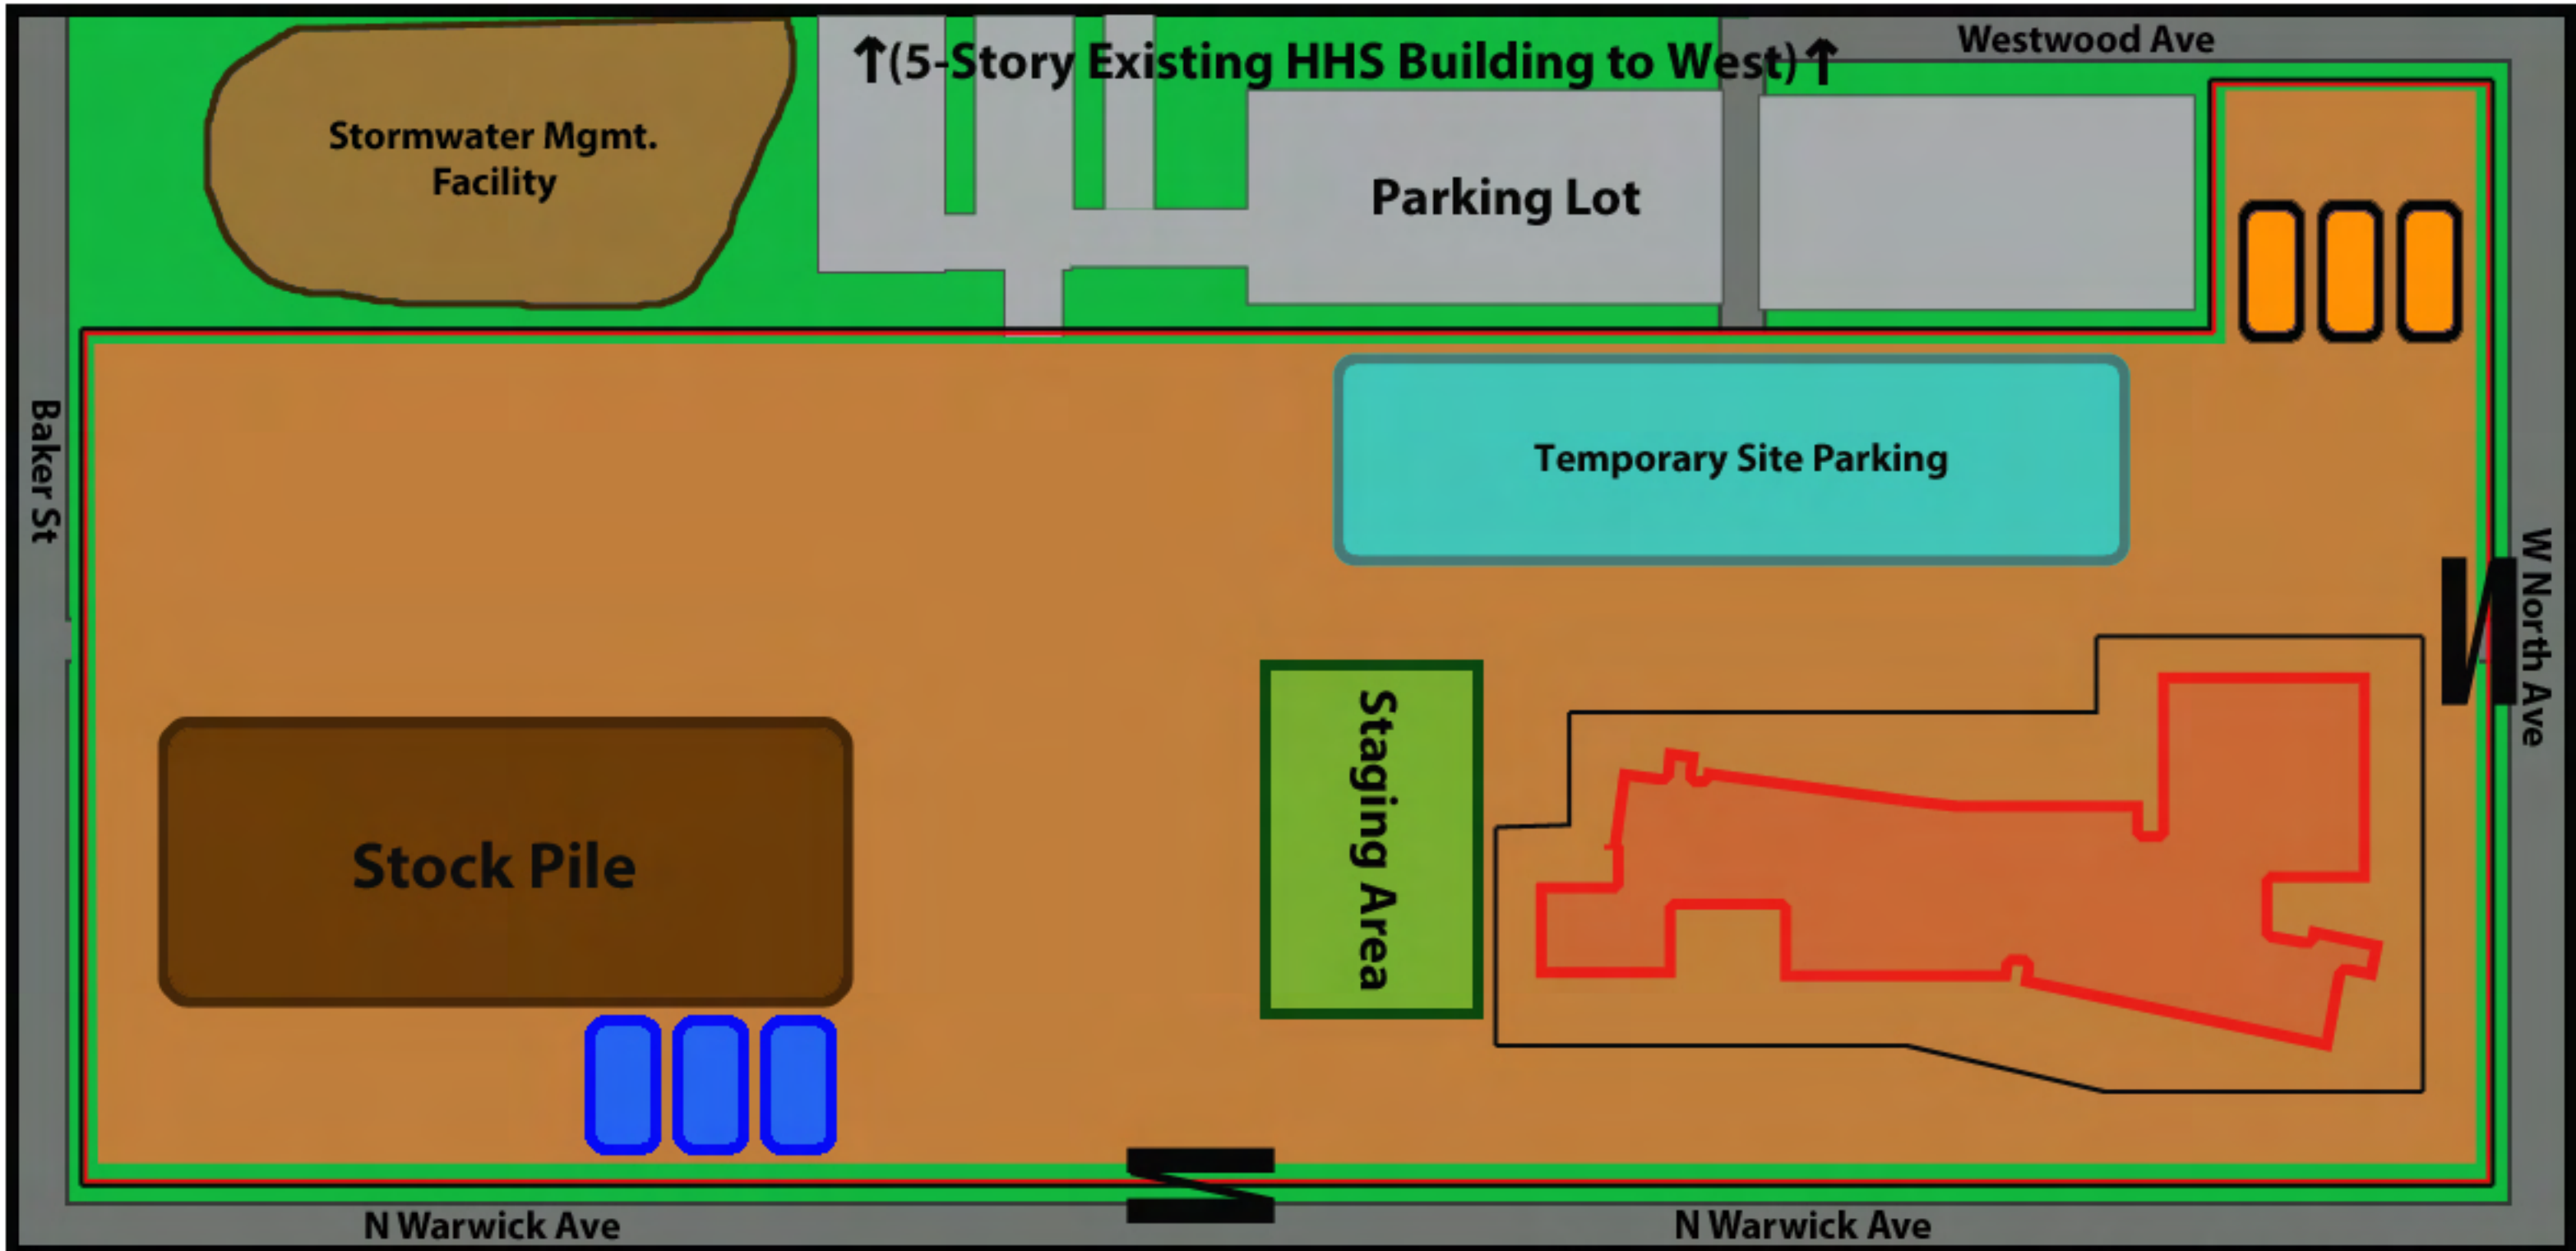 ↑(5-Story Existing HHS Building to West)↑
Westwood Ave
Stormwater Mgmt.
Facility
Parking Lot
Baker St
Temporary Site Parking
W North Ave
Staging Area
Stock Pile
N Warwick Ave
N Warwick Ave